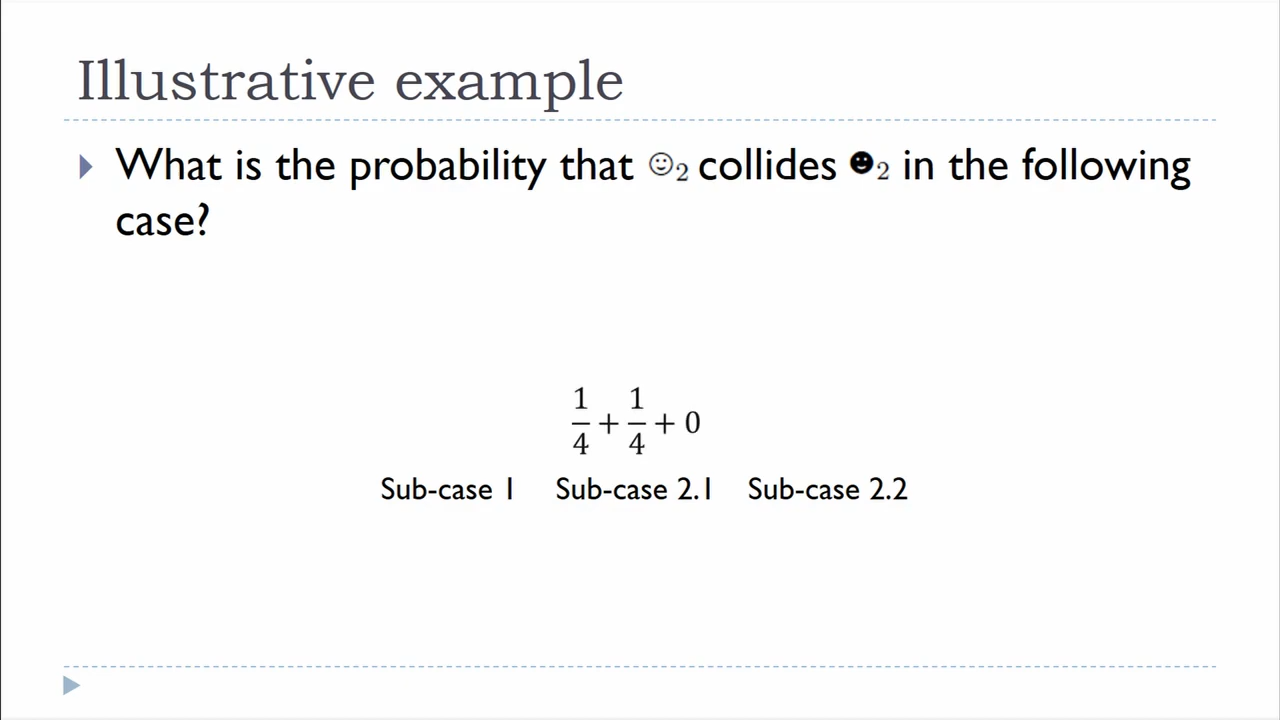 Illustrative example
What is the probability that ☺₂ collides ☻₂ in the following
case?
1/4 + 1/4 + 0
Sub-case 1 Sub-case 2.1 Sub-case 2.2